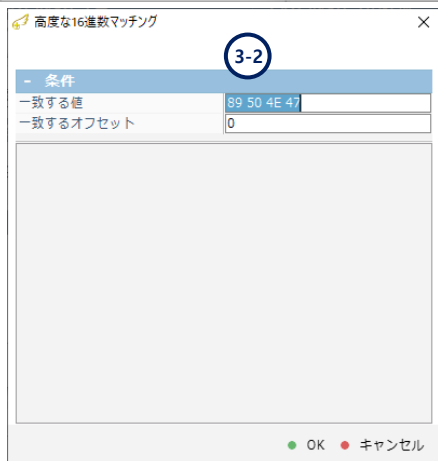 高度な16進数マッチング
3-2
- 条件
一致する値 89 50 4E 47
一致するオフセット 0
OK キャンセル